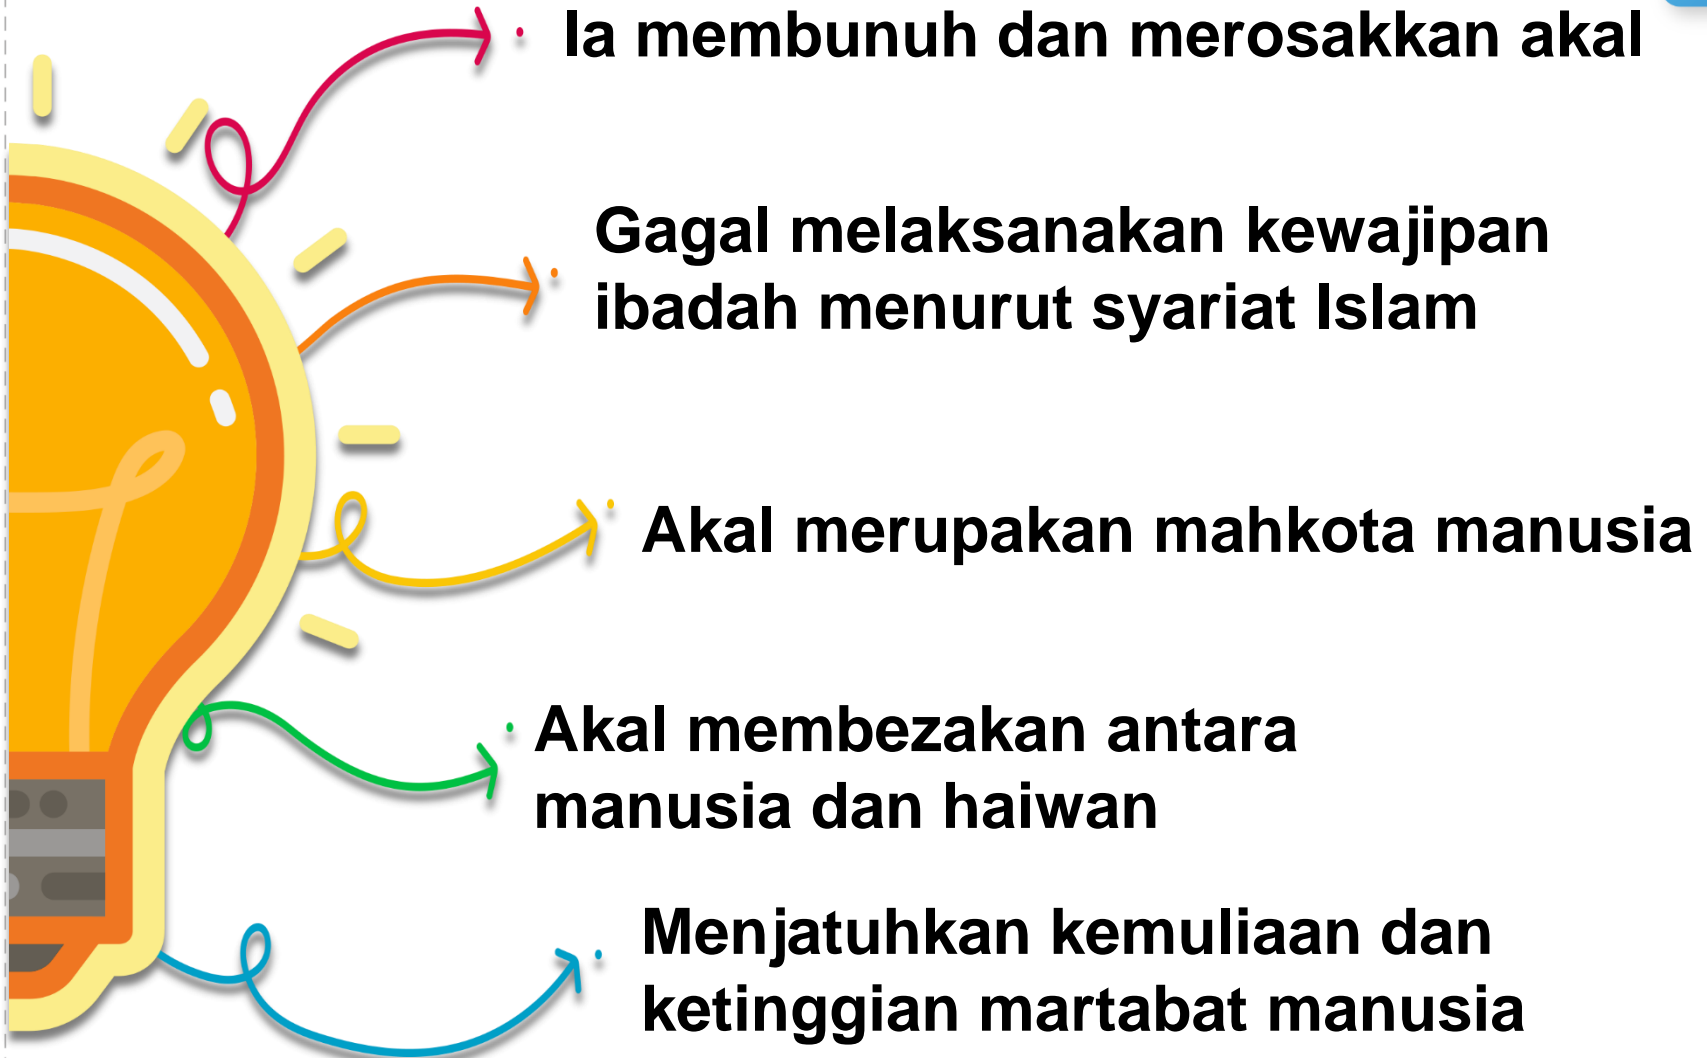 Ia membunuh dan merosakkan akal
Gagal melaksanakan kewajipan
ibadah menurut syariat Islam
Akal merupakan mahkota manusia
Akal membezakan antara
manusia dan haiwan
Menjatuhkan kemuliaan dan
ketinggian martabat manusia